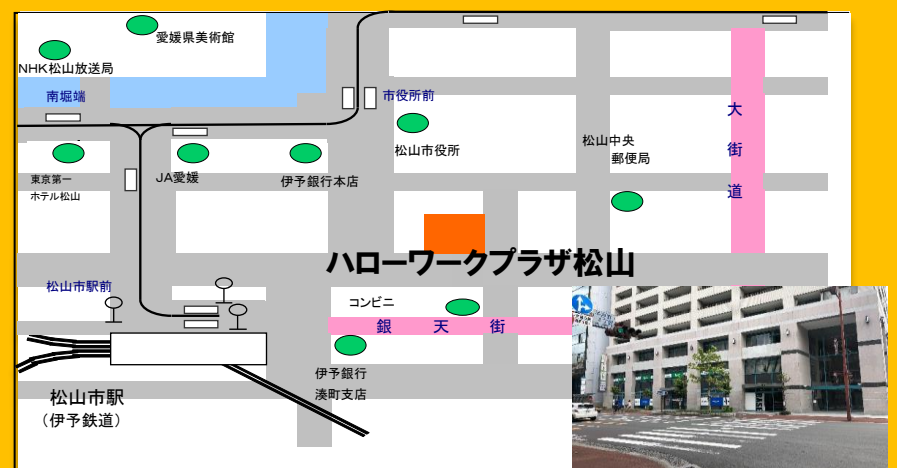 愛媛県美術館
NHK松山放送局
南堀端
市役所前
大街道
松山中央
郵便局
松山市役所
東京第一
ホテル松山
JA愛媛
伊予銀行本店
ハローワークプラザ松山
松山市駅前
コンビニ
銀天街
伊予銀行
湊町支店
松山市駅
（伊予鉄道）